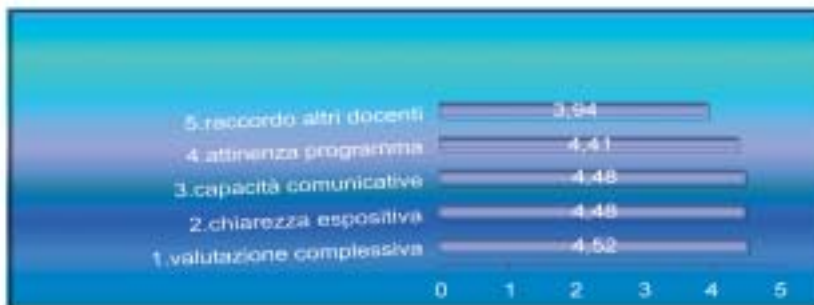 5.raccordo altri docenti 3,94
4.attinenza programma 4,41
3.capacità comunicative 4,48
2.chiarezza espositiva 4,48
1.valutazione complessiva 4,52
0 1 2 3 4 5